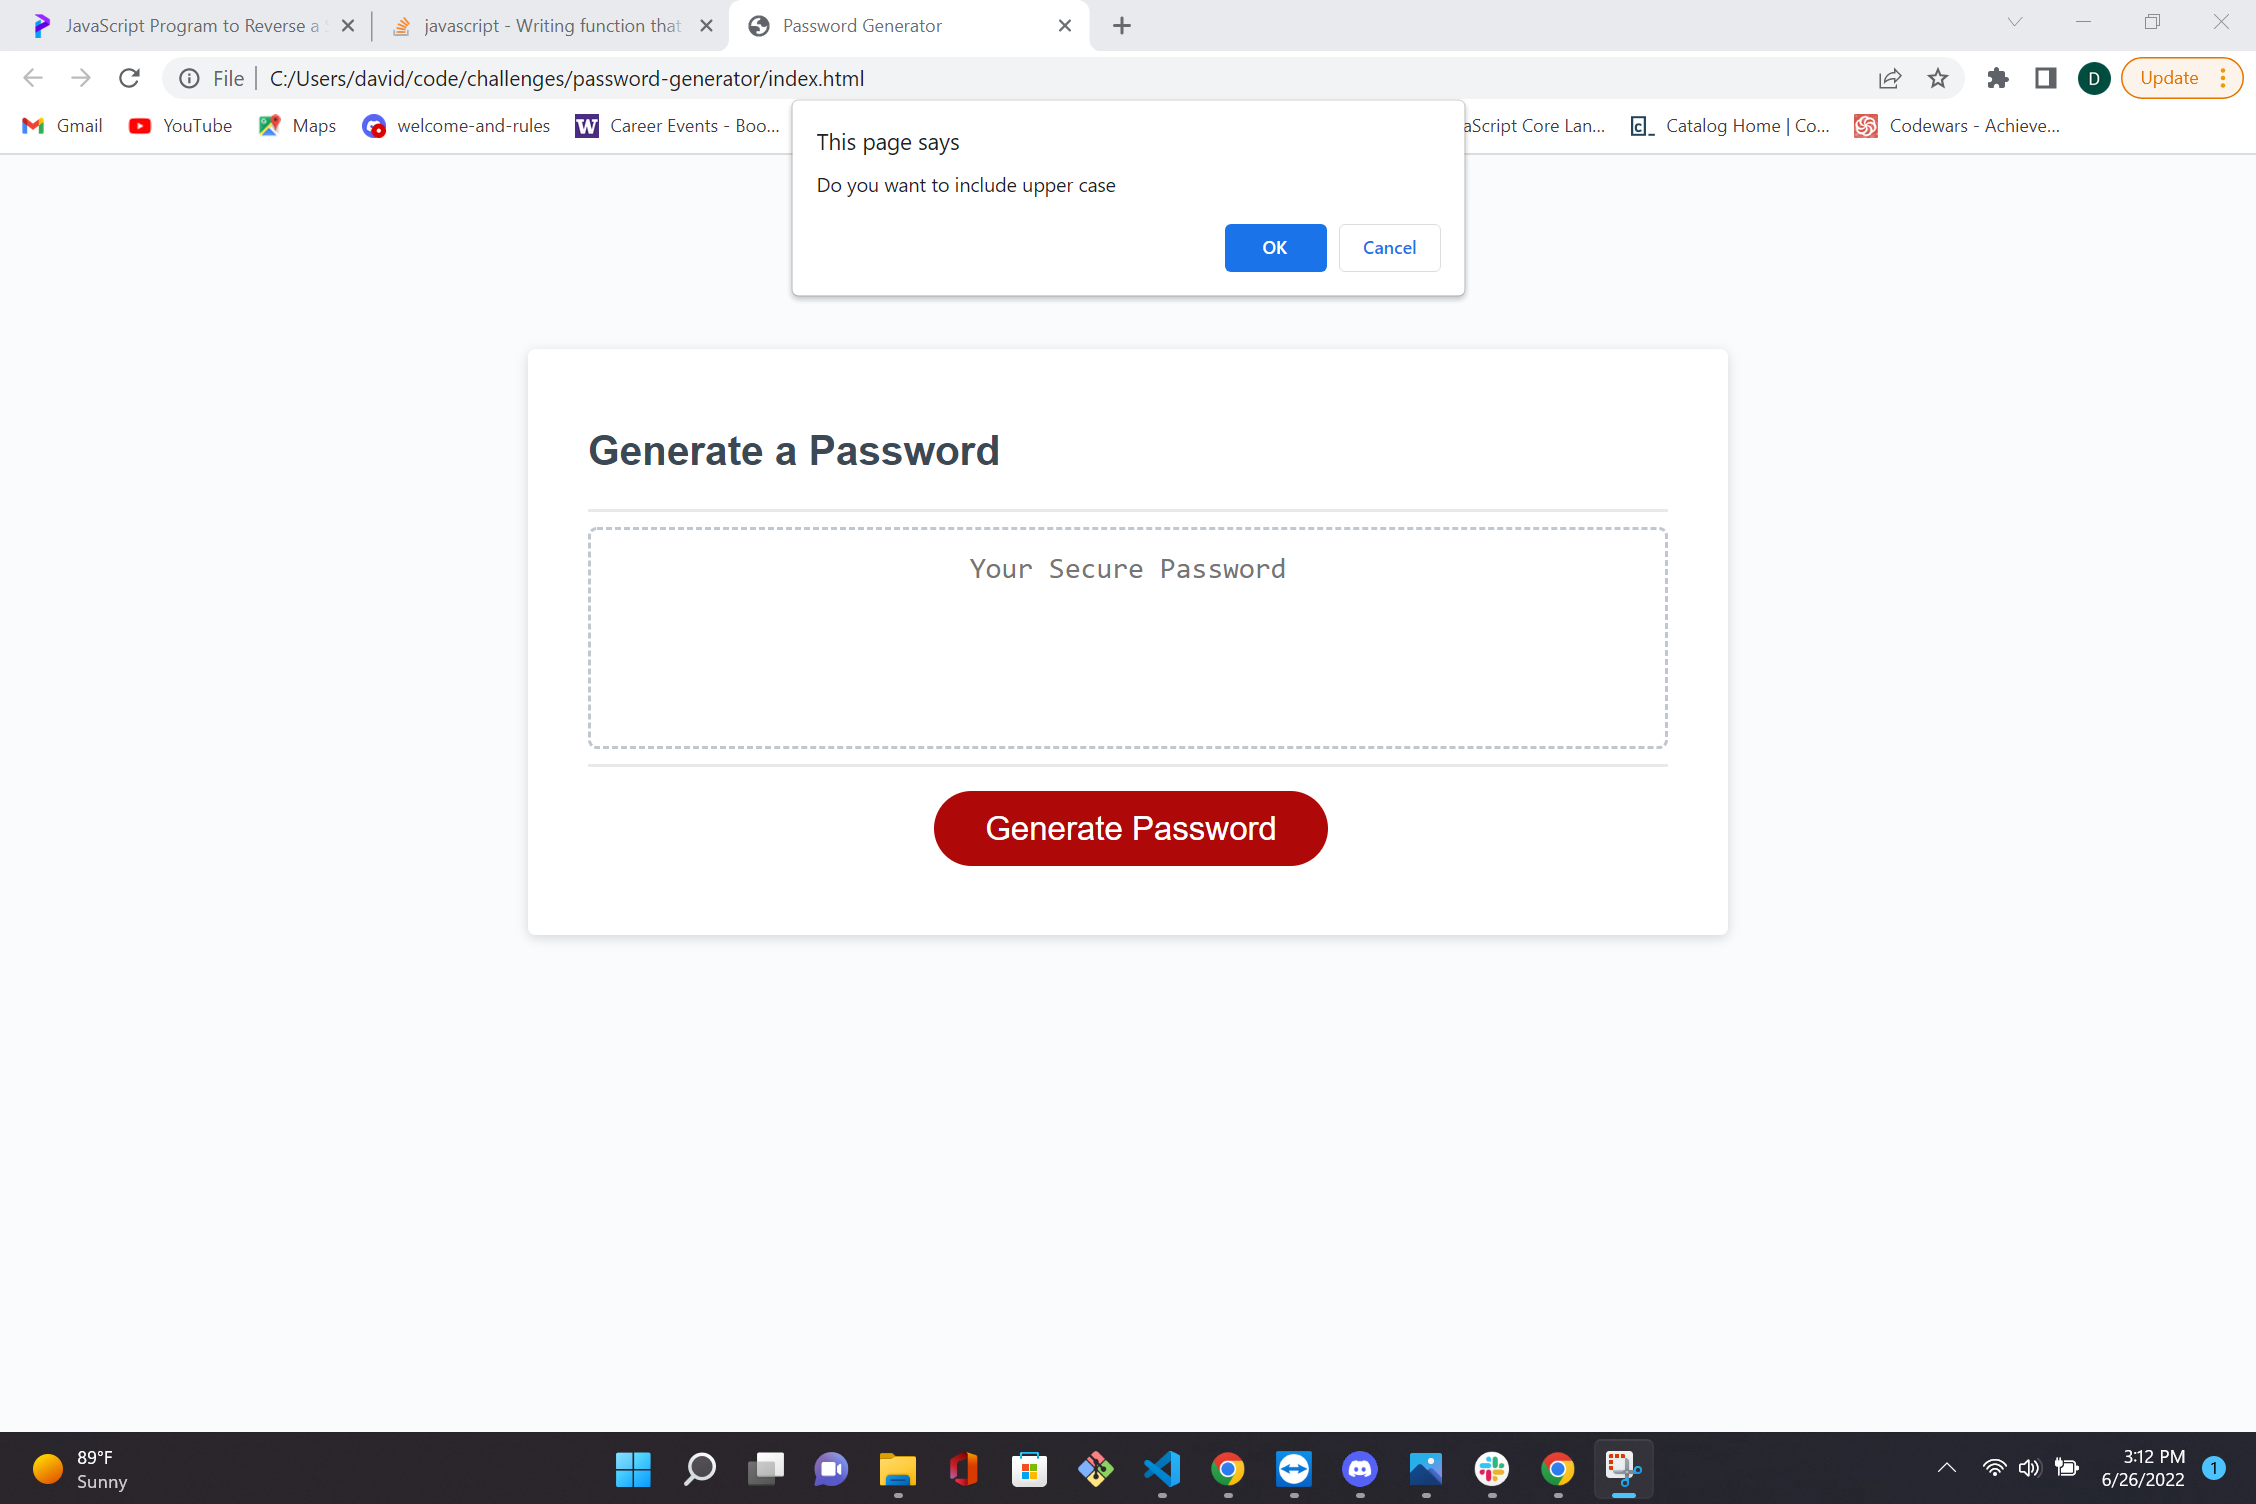 JavaScript Program to Reverse a
javascript - Writing function that
Password Generator
File
C:/Users/david/code/challenges/password-generator/index.html
D
Update
Gmail
YouTube
Maps
welcome-and-rules
W
Career Events - Boo...
aScript Core Lan...
c_
Catalog Home | Co...
Codewars - Achieve...
This page says
Do you want to include upper case
OK
Cancel
Generate a Password
Your Secure Password
Generate Password
89°F
Sunny
3:12 PM
6/26/2022
1